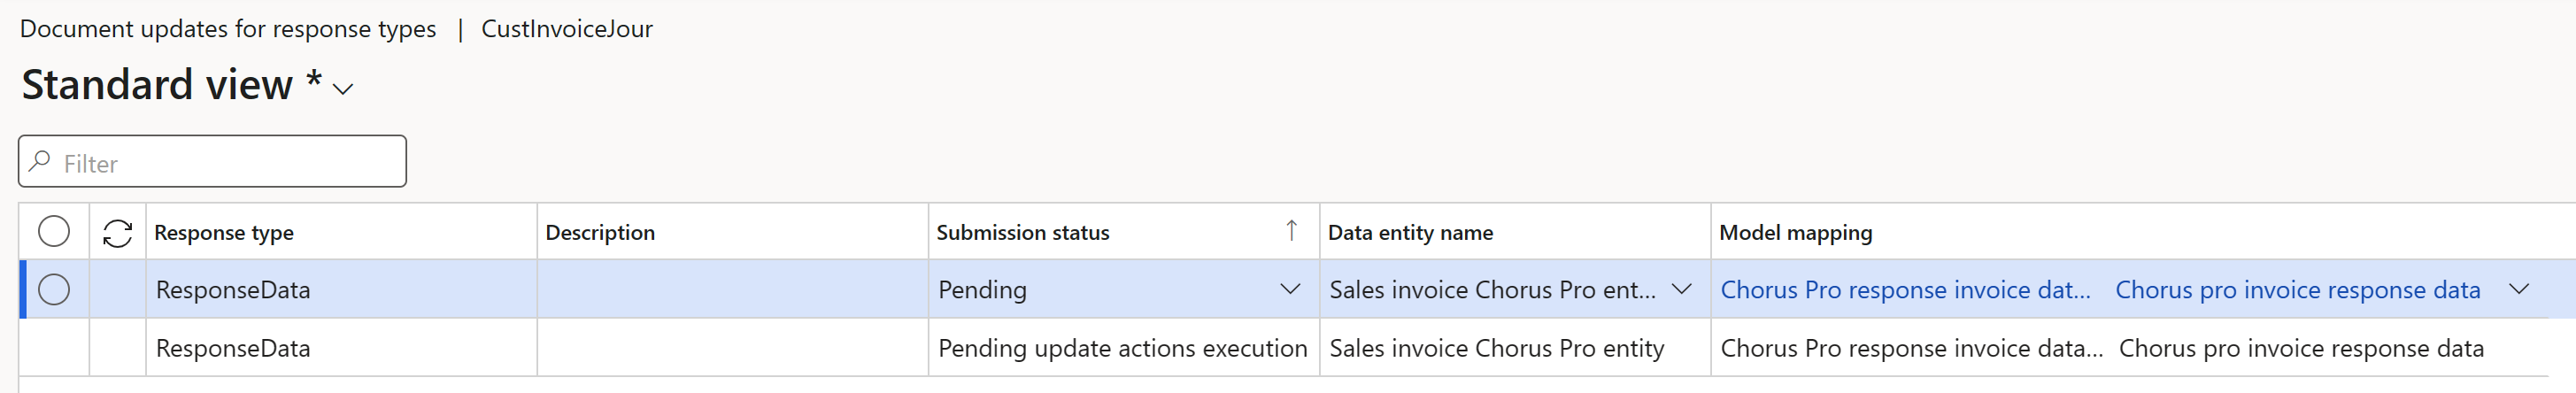 Document updates for response types | CustInvoiceJour
Standard view *
Filter
Response type Description Submission status Data entity name Model mapping
ResponseData Pending Sales invoice Chorus Pro ent... Chorus Pro response invoice dat... Chorus pro invoice response data
ResponseData Pending update actions execution Sales invoice Chorus Pro entity Chorus Pro response invoice data... Chorus pro invoice response data